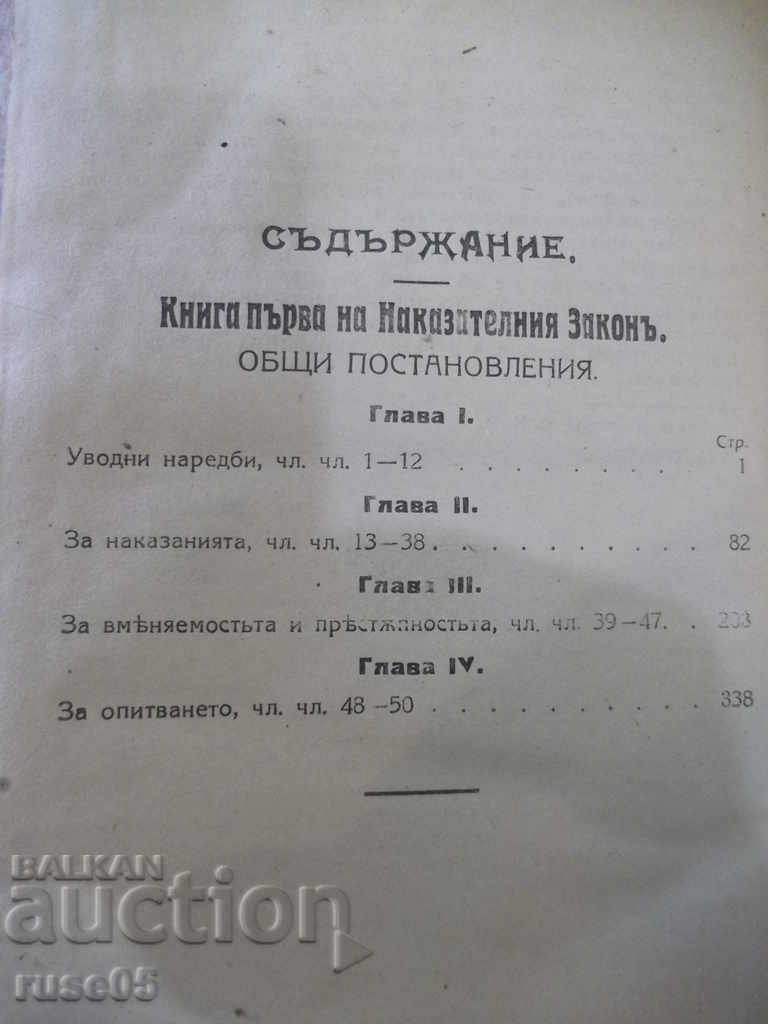 СЪДЪРЖАНИЕ.
Книга първа на Наказателния Законъ.
ОБЩИ ПОСТАНОВЛЕНИЯ.
Глава I.
Стр.
Уводни наредби, чл. чл. 1—12 . . . . . . . . 1
Глава II.
За наказанията, чл. чл. 13—38. . . . . . . . . . 82
Глава III.
За вмѣняемостьта и прѣстѫпностьта, чл. чл. 39—47. .
Глава IV.
За опитването, чл. чл. 48—50 . . . . . . . . . . 338
BALKAN
auction
ruse05